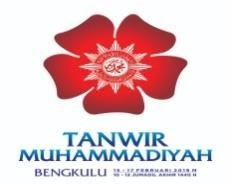 TANWIR
MUHAMMADIYAH
BENGKULU 15 - 17 FEBRUARI 2019 M
10 - 12 JUMADIL AKHIR 1440 H